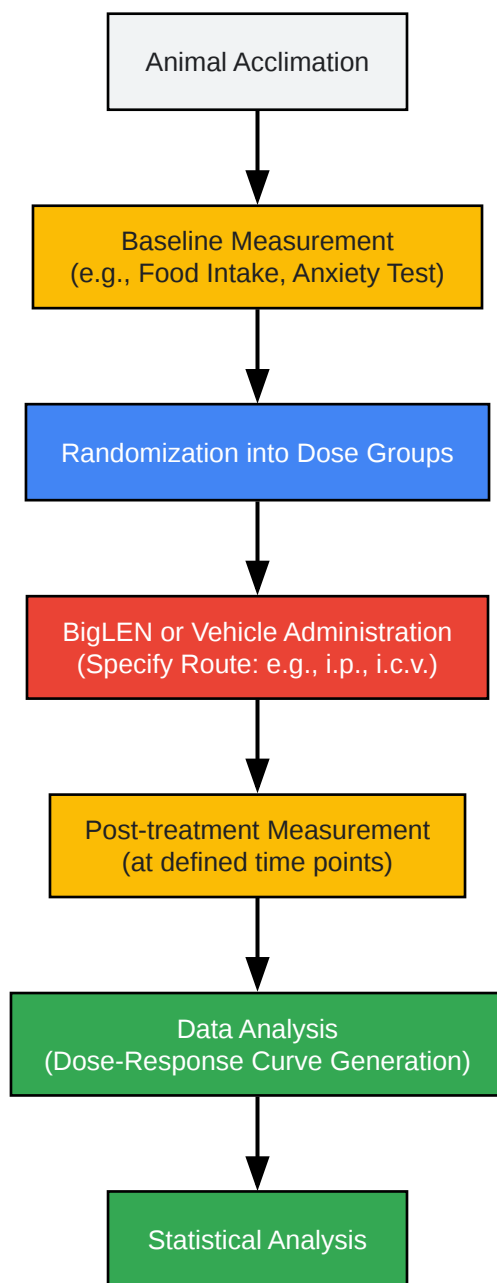 Animal Acclimation
Baseline Measurement
(e.g., Food Intake, Anxiety Test)
Randomization into Dose Groups
BigLEN or Vehicle Administration
(Specify Route: e.g., i.p., i.c.v.)
Post-treatment Measurement
(at defined time points)
Data Analysis
(Dose-Response Curve Generation)
Statistical Analysis